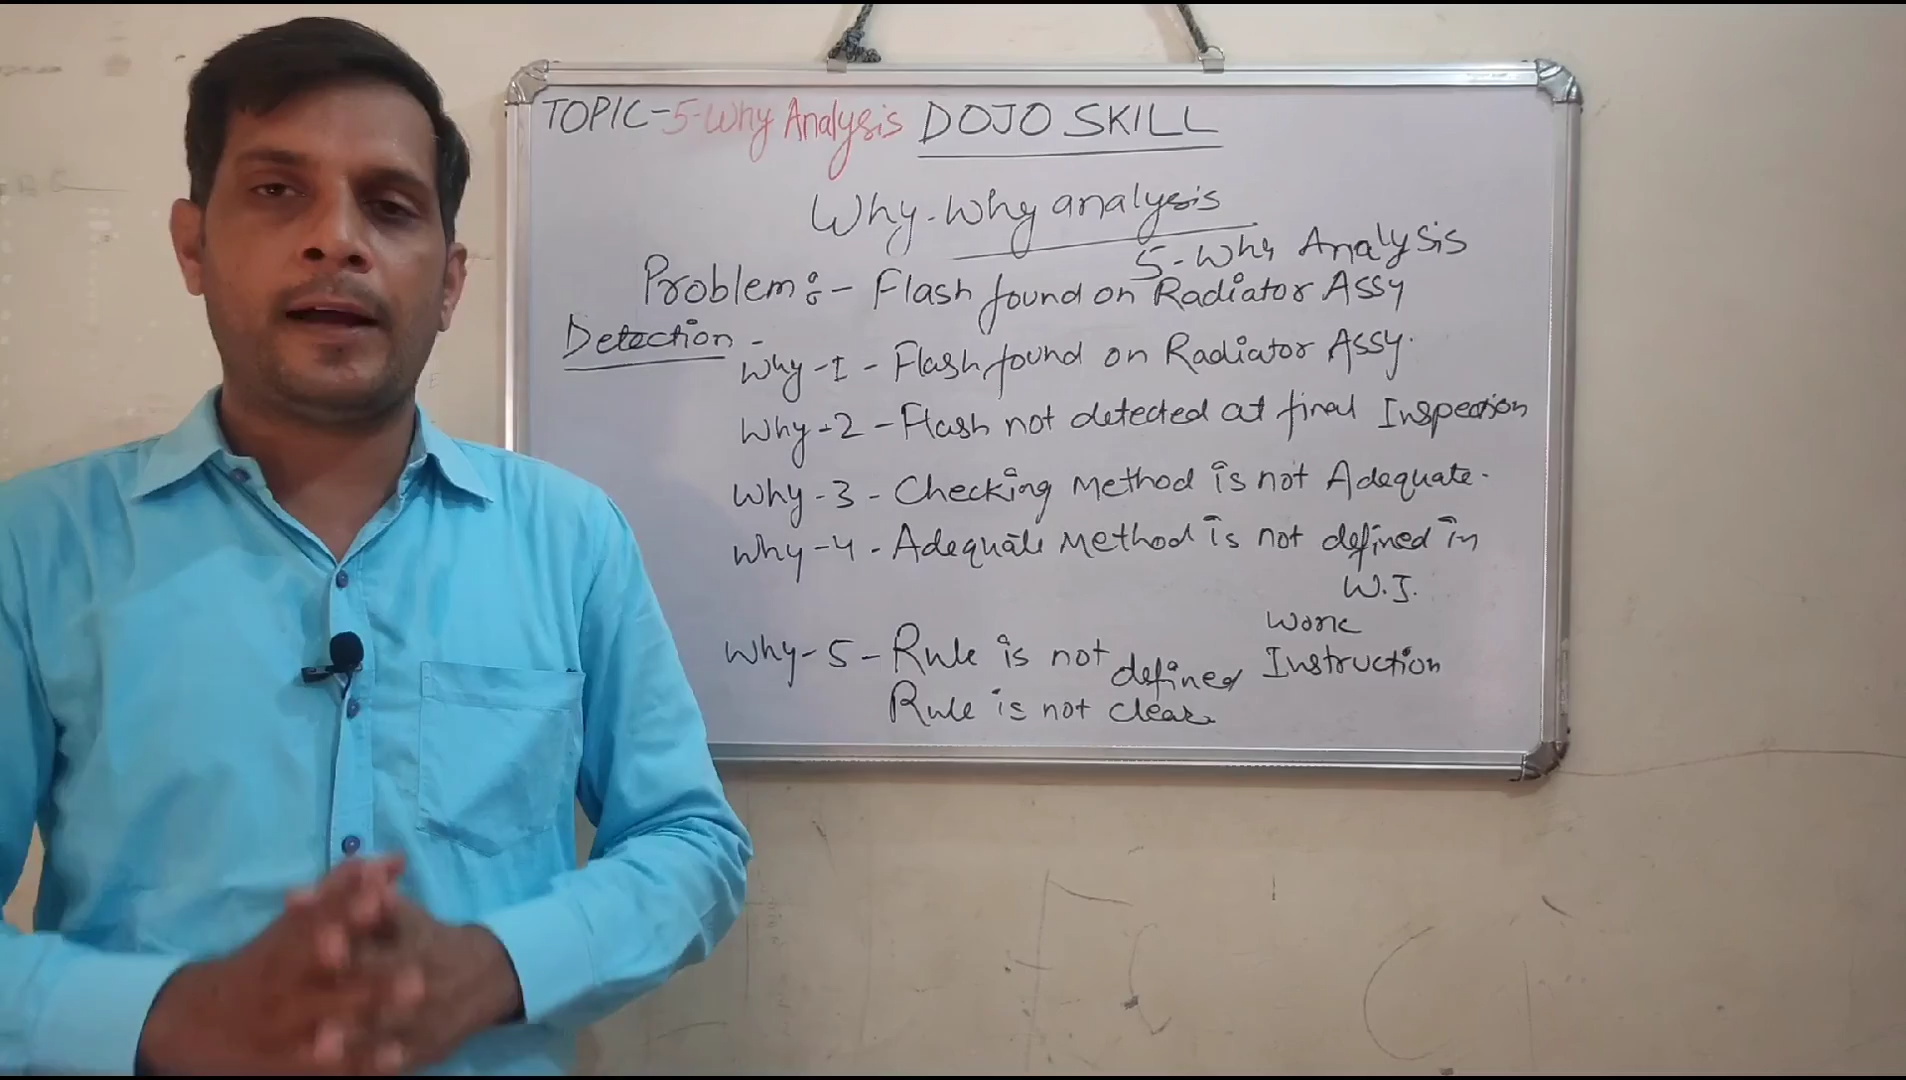 TOPIC-5-Why Analysis DOJO SKILL
Why-Why analysis
5-Why Analysis
Problem:- Flash found on Radiator Assy
Detection -
Why-1-Flash found on Radiator Assy.
Why-2-Flash not detected at final Inspection
Why-3-Checking Method is not Adequate.
Why-4-Adequate Method is not defined in
W.I.
Work
Instruction
Why-5-Rule is not defined
Rule is not clear